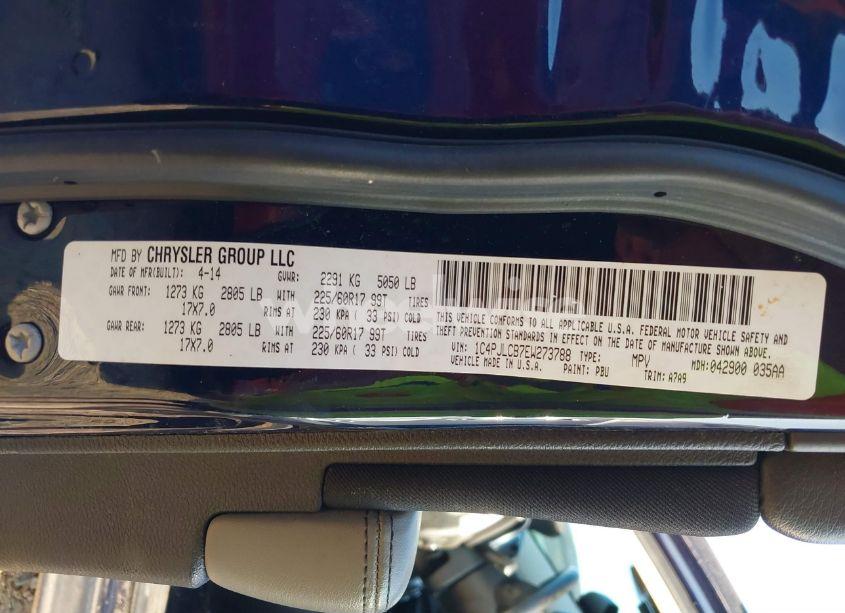 MFD BY CHRYSLER GROUP LLC
DATE OF MFR(BUILT): 4-14 GVWR: 2291 KG 5050 LB
GAWR FRONT: 1273 KG 2805 LB WITH 225/60R17 99T TIRES
17X7.0 RIMS AT 230 KPA ( 33 PSI) COLD
GAWR REAR: 1273 KG 2805 LB WITH 225/60R17 99T TIRES
17X7.0 RIMS AT 230 KPA ( 33 PSI) COLD
THIS VEHICLE CONFORMS TO ALL APPLICABLE U.S.A. FEDERAL MOTOR VEHICLE SAFETY AND
THEFT PREVENTION STANDARDS IN EFFECT ON THE DATE OF MANUFACTURE SHOWN ABOVE.
VIN: 1C4PJLCB7EW273788 TYPE: MPV MDH:042900 035AA
VEHICLE MADE IN U.S.A. PAINT: PBU TRIM: A7A9